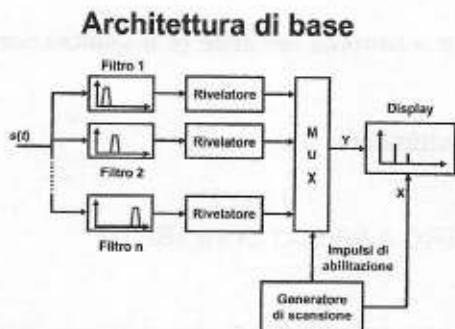 Architettura di base
Filtro 1
Rivelatore
s(t)
Filtro 2
Rivelatore
Filtro n
Rivelatore
M
U
X
Y
Display
X
Impulsi di
abilitazione
Generatore
di scansione